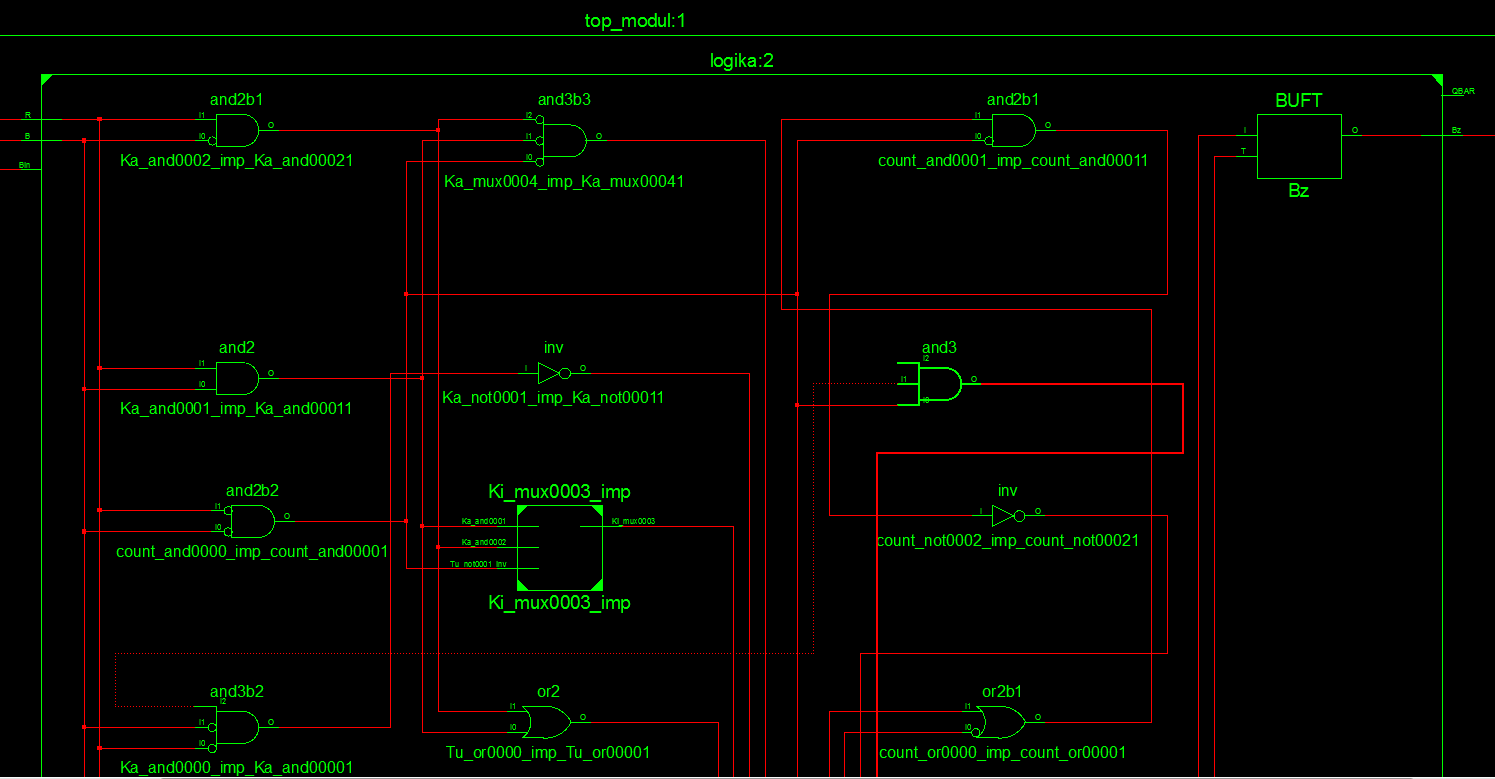 top_modul:1
logika:2
and2b1
and3b3
and2b1
BUFT
QBAR
R
I1
O
I2
I1
O
I1
O
I
O
Bz
B
I0
I0
I0
T
BIn
Ka_and0002_imp_Ka_and00021
Ka_mux0004_imp_Ka_mux00041
count_and0001_imp_count_and00011
Bz
and2
inv
and3
I1
O
I
O
I2
I1
O
I0
I0
Ka_and0001_imp_Ka_and00011
Ka_not0001_imp_Ka_not00011
and2b2
Ki_mux0003_imp
inv
I1
O
I0
Ka_and0001
Ki_mux0003
I
O
count_and0000_imp_count_and00001
Ka_and0002
Tu_not0001_inv
count_not0002_imp_count_not00021
Ki_mux0003_imp
and3b2
or2
or2b1
I2
I1
O
I0
I1
O
I0
I1
O
I0
Ka_and0000_imp_Ka_and00001
Tu_or0000_imp_Tu_or00001
count_or0000_imp_count_or00001